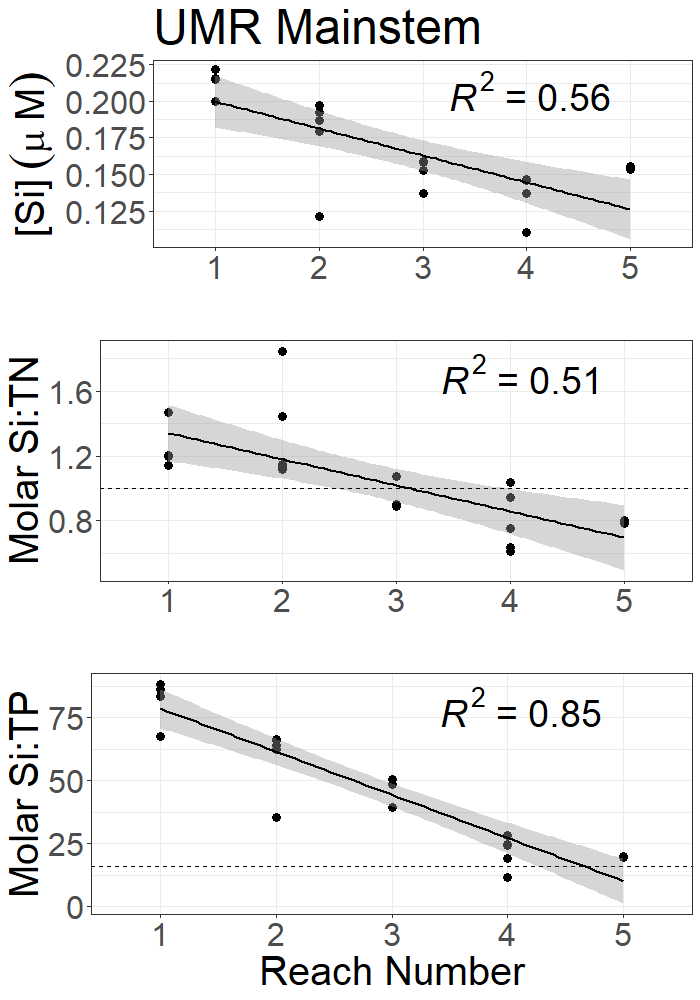 UMR Mainstem
[Si] (μ M)
0.225
0.200
0.175
0.150
0.125
R² = 0.56
1 2 3 4 5
Molar Si:TN
1.6
1.2
0.8
R² = 0.51
1 2 3 4 5
Molar Si:TP
75
50
25
0
R² = 0.85
1 2 3 4 5
Reach Number